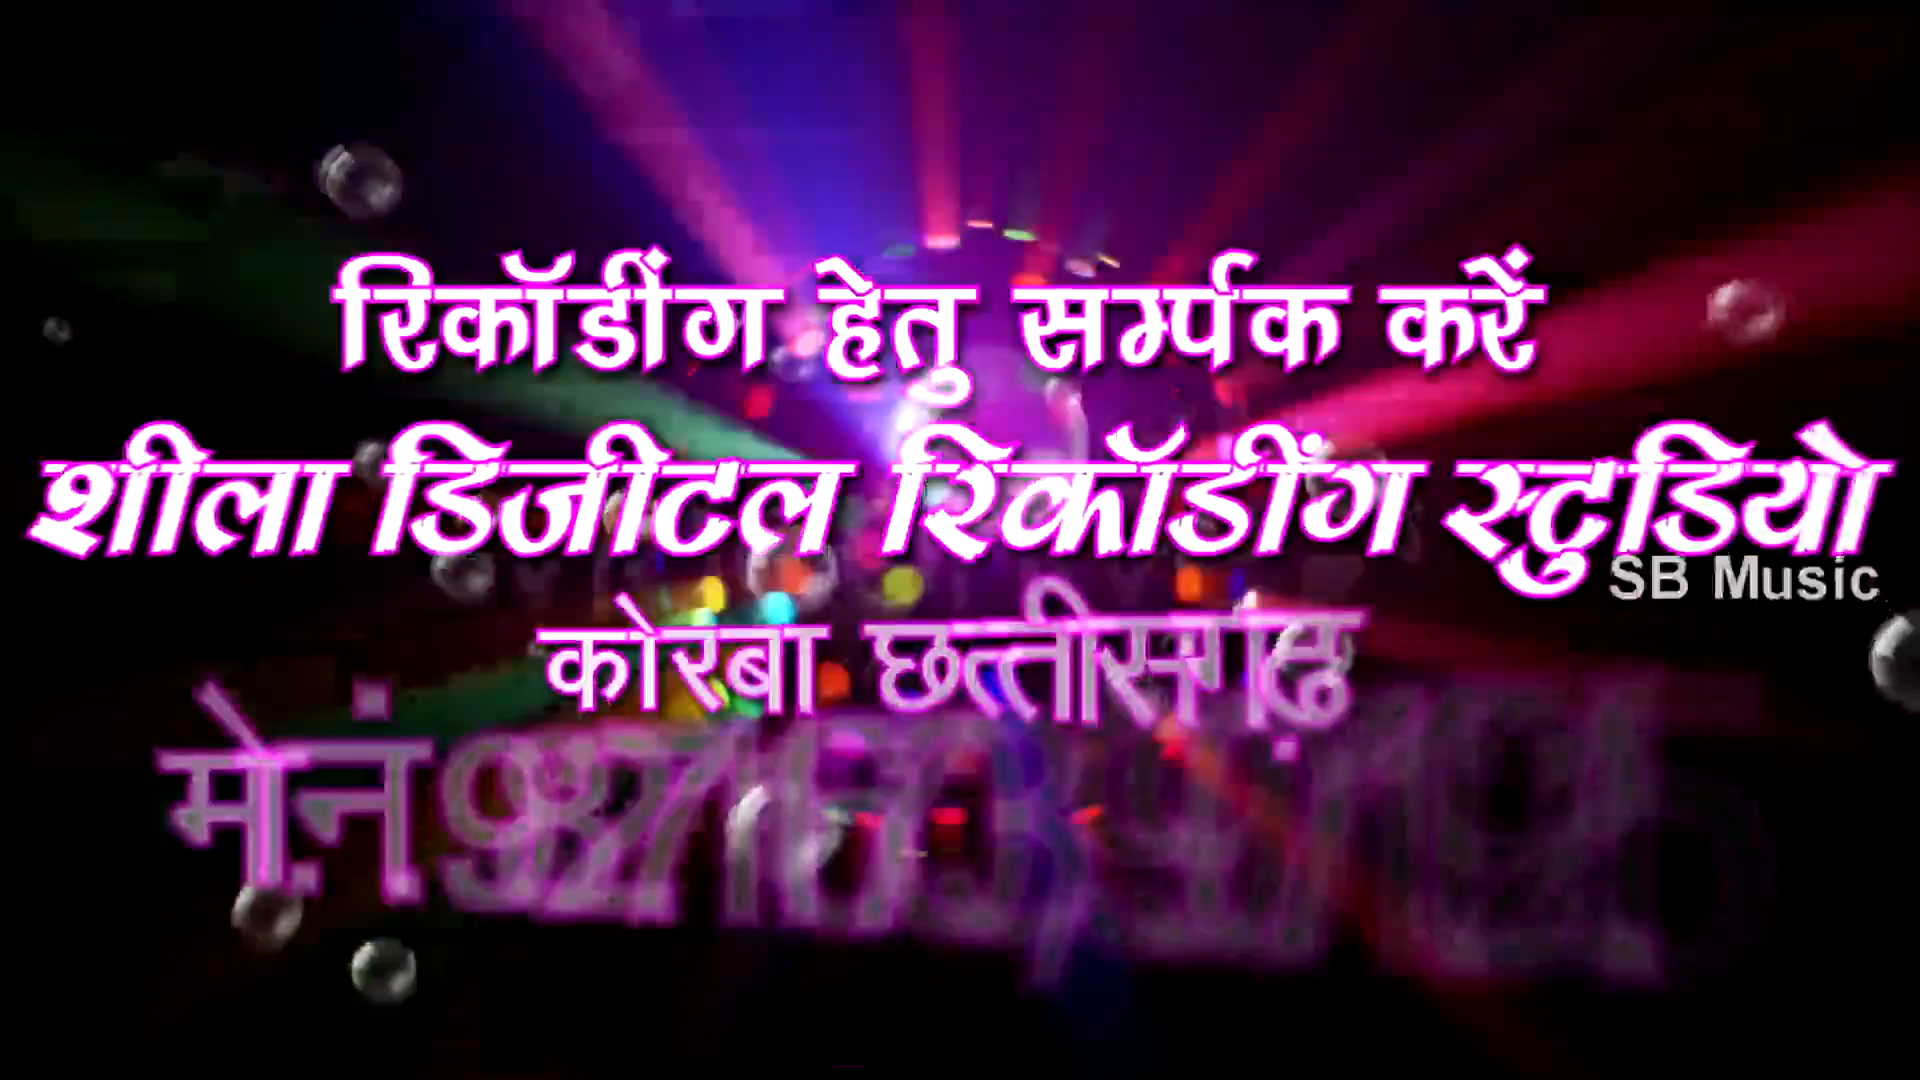 रिकॉर्डींग हेतु सर्म्पक करें
शीला डिजीटल रिकॉर्डींग स्टुडियो
SB Music
कोरबा छत्तीसगढ़
मो.नं.